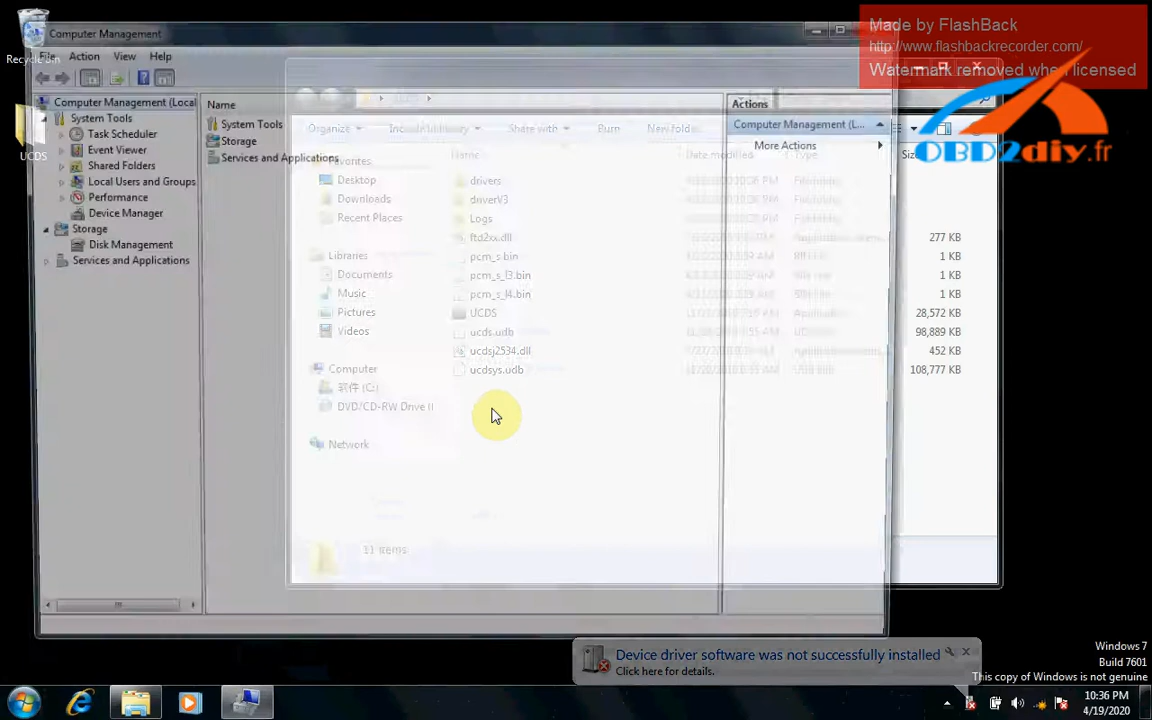 Made by FlashBack
http://www.flashbackrecorder.com/
Watermark removed when licensed
OBD2diy.fr
Recycle Bin
UCDS
Computer Management
File Action View Help
Computer Management (Local
System Tools
Task Scheduler
Event Viewer
Shared Folders
Local Users and Groups
Performance
Device Manager
Storage
Disk Management
Services and Applications
Name
System Tools
Storage
Services and Applications
Actions
Computer Management (L...
More Actions
Organize Include in library Share with Burn New folder
Favorites
Desktop
Downloads
Recent Places
Libraries
Documents
Music
Pictures
Videos
Computer
软件 (C:)
DVD/CD-RW Drive
Network
Name Date modified Type Size
drivers
driverV3
Logs
ftd2xx.dll 277 KB
pcm_s.bin 1 KB
pcm_s_l3.bin 1 KB
pcm_s_l4.bin 1 KB
UCDS 28,572 KB
ucds.udb 98,889 KB
ucdsj2534.dll 452 KB
ucdsys.udb 108,777 KB
11 items
Device driver software was not successfully installed
Click here for details.
Windows 7
Build 7601
This copy of Windows is not genuine
10:36 PM
4/19/2020